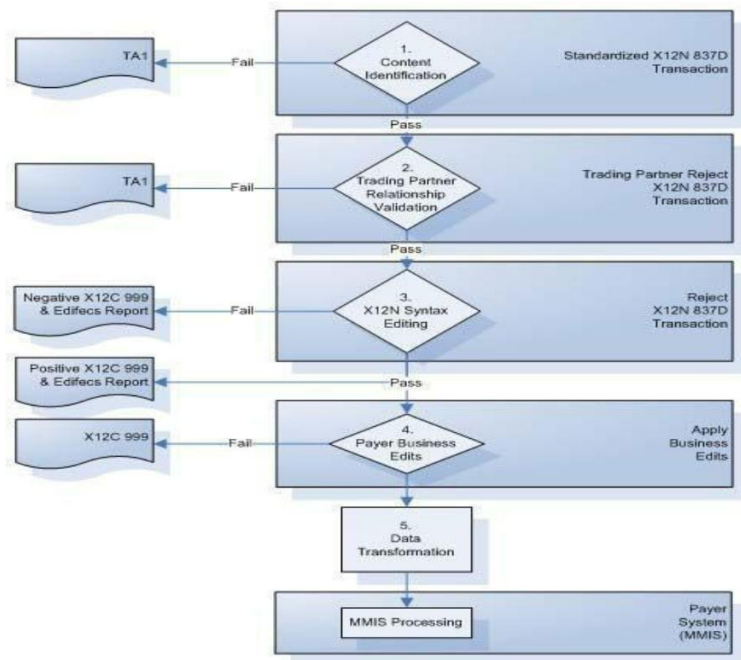 TA1
Fail
1.
Content
Identification
Standardized X12N 837D
Transaction
Pass
TA1
Fail
2.
Trading Partner
Relationship
Validation
Trading Partner Reject
X12N 837D
Transaction
Pass
Negative X12C 999
& Edifecs Report
Fail
3.
X12N Syntax
Editing
Reject
X12N 837D
Transaction
Positive X12C 999
& Edifecs Report
Pass
X12C 999
Fail
4.
Payer Business
Edits
Apply
Business
Edits
5.
Data
Transformation
MMIS Processing
Payer
System
(MMIS)